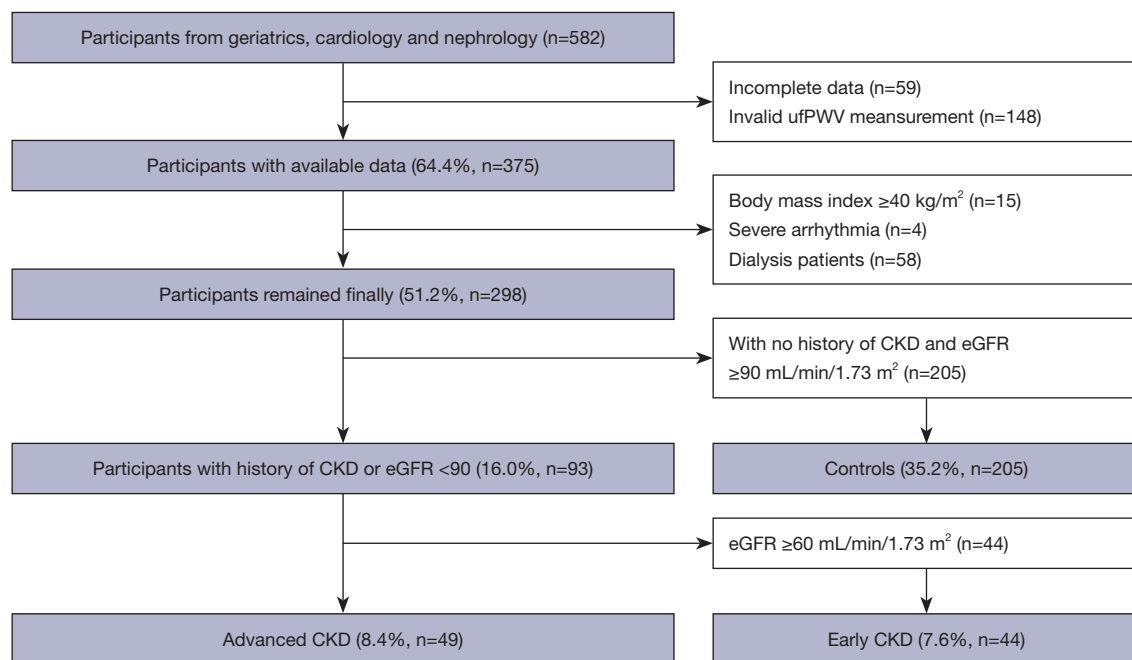 Participants from geriatrics, cardiology and nephrology (n=582)
Incomplete data (n=59)
Invalid ufPWV meansurement (n=148)
Participants with available data (64.4%, n=375)
Body mass index ≥40 kg/m² (n=15)
Severe arrhythmia (n=4)
Dialysis patients (n=58)
Participants remained finally (51.2%, n=298)
With no history of CKD and eGFR
≥90 mL/min/1.73 m² (n=205)
Participants with history of CKD or eGFR <90 (16.0%, n=93)
Controls (35.2%, n=205)
eGFR ≥60 mL/min/1.73 m² (n=44)
Advanced CKD (8.4%, n=49)
Early CKD (7.6%, n=44)